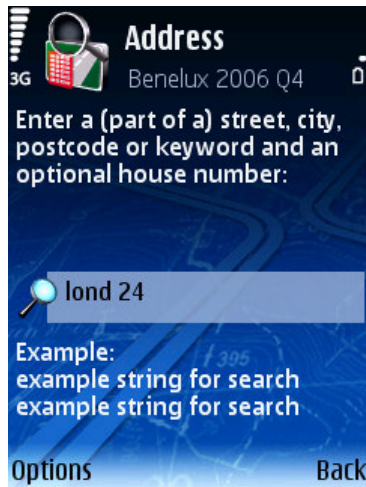 Address
3G
Benelux 2006 Q4
Enter a (part of a) street, city,
postcode or keyword and an
optional house number:
lond 24
Example:
395
example string for search
example string for search
Options Back